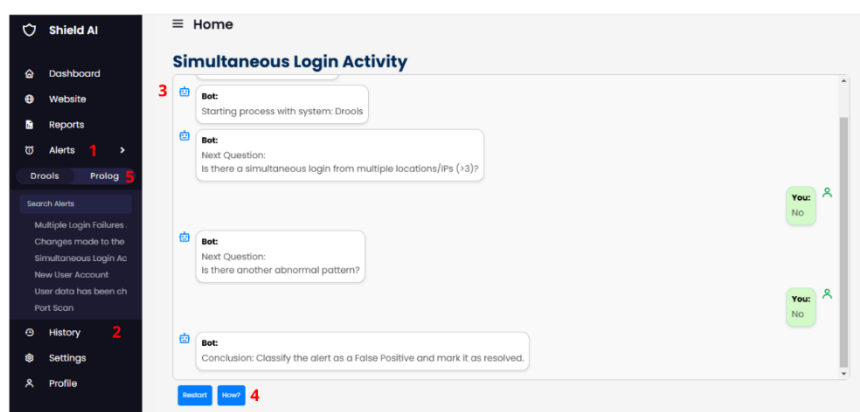 Shield AI
Dashboard
Website
Reports
Alerts 1 >
Drools Prolog 5
Search Alerts
Multiple Login Failures .
Changes made to the
Simultaneous Login Ac
New User Account
User data has been ch
Port Scan
History 2
Settings
Profile
Home
Simultaneous Login Activity
3
Bot:
Starting process with system: Drools
Bot:
Next Question:
Is there a simultaneous login from multiple locations/IPs (>3)?
You:
No
Bot:
Next Question:
Is there another abnormal pattern?
You:
No
Bot:
Conclusion: Classify the alert as a False Positive and mark it as resolved.
Restart How? 4